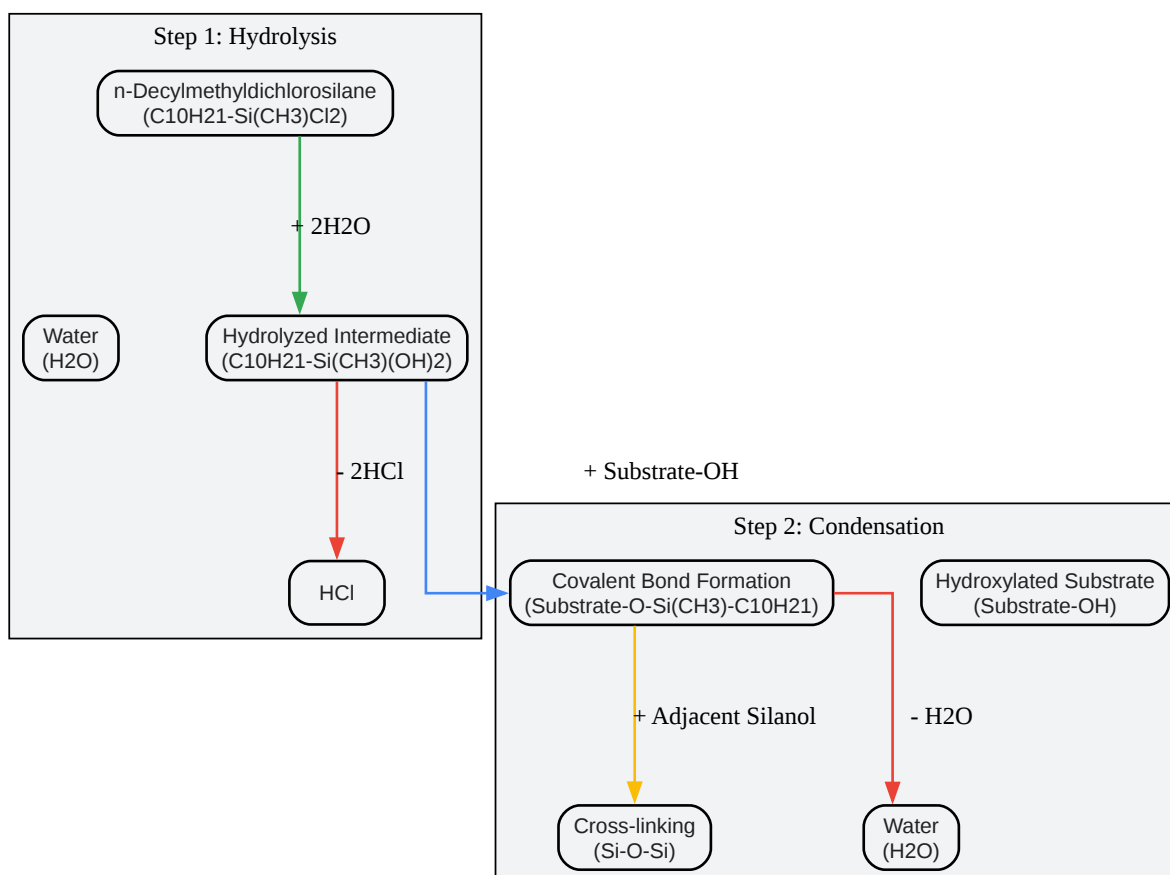 Step 1: Hydrolysis
n-Decylmethyldichlorosilane
(C10H21-Si(CH3)Cl2)
+ 2H2O
Water
(H2O)
Hydrolyzed Intermediate
(C10H21-Si(CH3)(OH)2)
- 2HCl
+ Substrate-OH
HCl
Step 2: Condensation
Covalent Bond Formation
(Substrate-O-Si(CH3)-C10H21)
Hydroxylated Substrate
(Substrate-OH)
+ Adjacent Silanol
- H2O
Cross-linking
(Si-O-Si)
Water
(H2O)